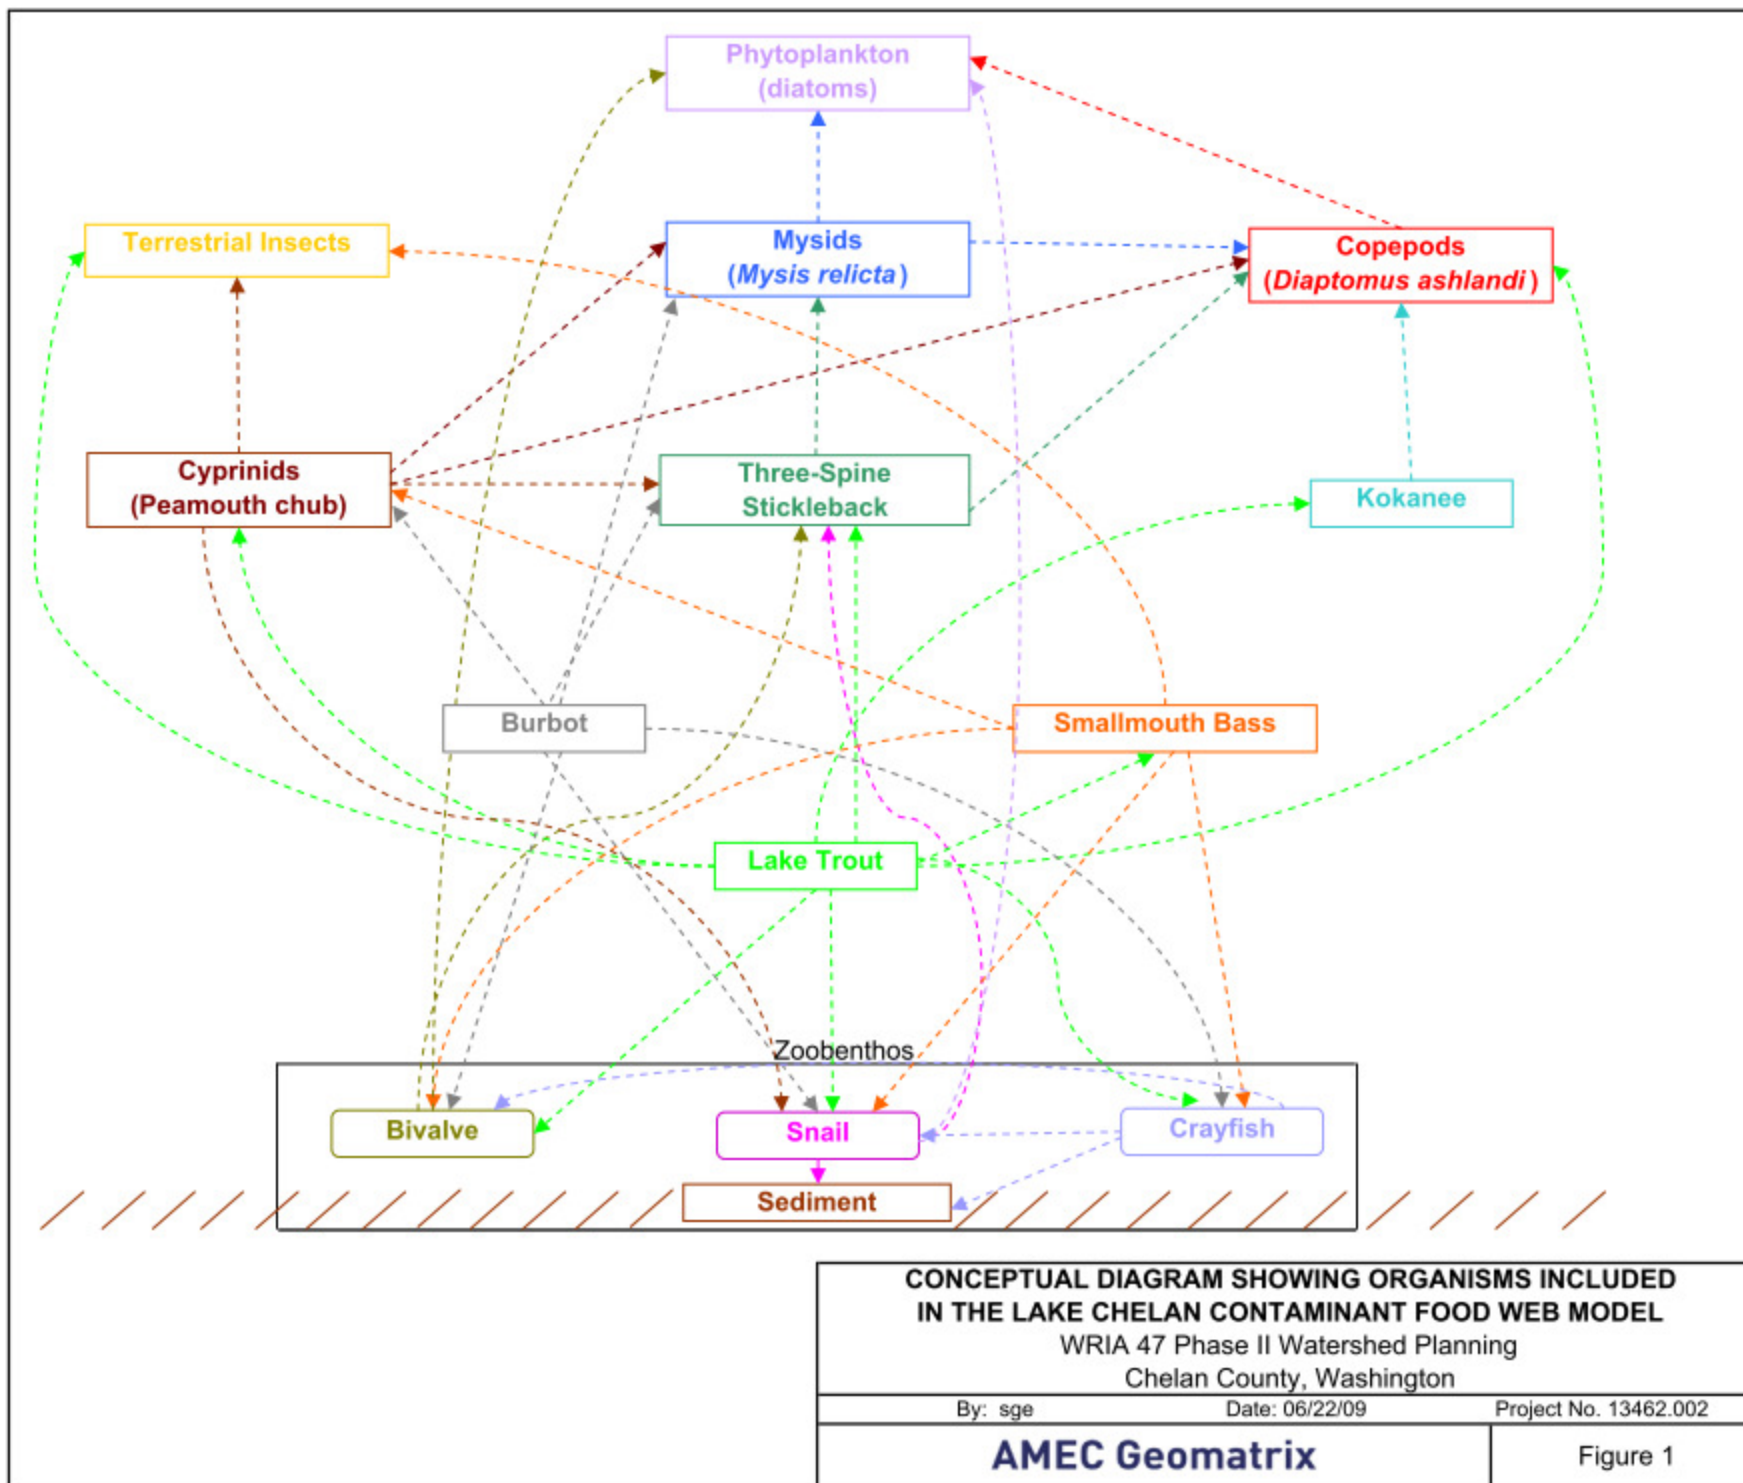 Phytoplankton
(diatoms)
Terrestrial Insects
Mysids
(Mysis relicta)
Copepods
(Diaptomus ashlandi)
Cyprinids
(Peamouth chub)
Three-Spine
Stickleback
Kokanee
Burbot
Smallmouth Bass
Lake Trout
Zoobenthos
Bivalve
Snail
Crayfish
Sediment
CONCEPTUAL DIAGRAM SHOWING ORGANISMS INCLUDED
IN THE LAKE CHELAN CONTAMINANT FOOD WEB MODEL
WRIA 47 Phase II Watershed Planning
Chelan County, Washington
By: sge Date: 06/22/09 Project No. 13462.002
AMEC Geomatrix Figure 1